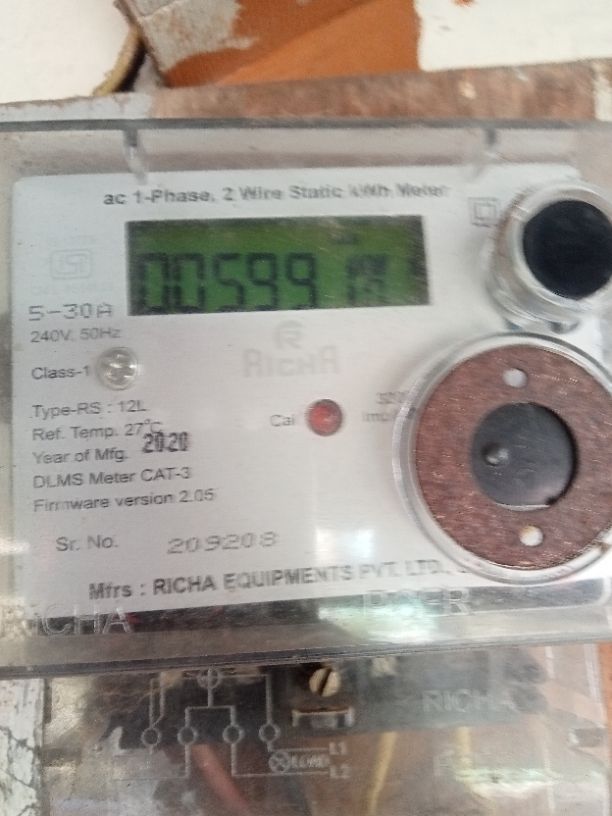 ac 1-Phase, 2 Wire Static kWh Meter
00599
5-30A
240V, 50Hz
RICHA
Class-1
Type-RS : 12L
Cal
Ref. Temp. 27°C
Year of Mfg. 2020
DLMS Meter CAT-3
Firmware version 2.05
Sr. No. 209208
Mfrs : RICHA EQUIPMENTS PVT. LTD.,
RICHA
RICHA
LOAD
L1
L2